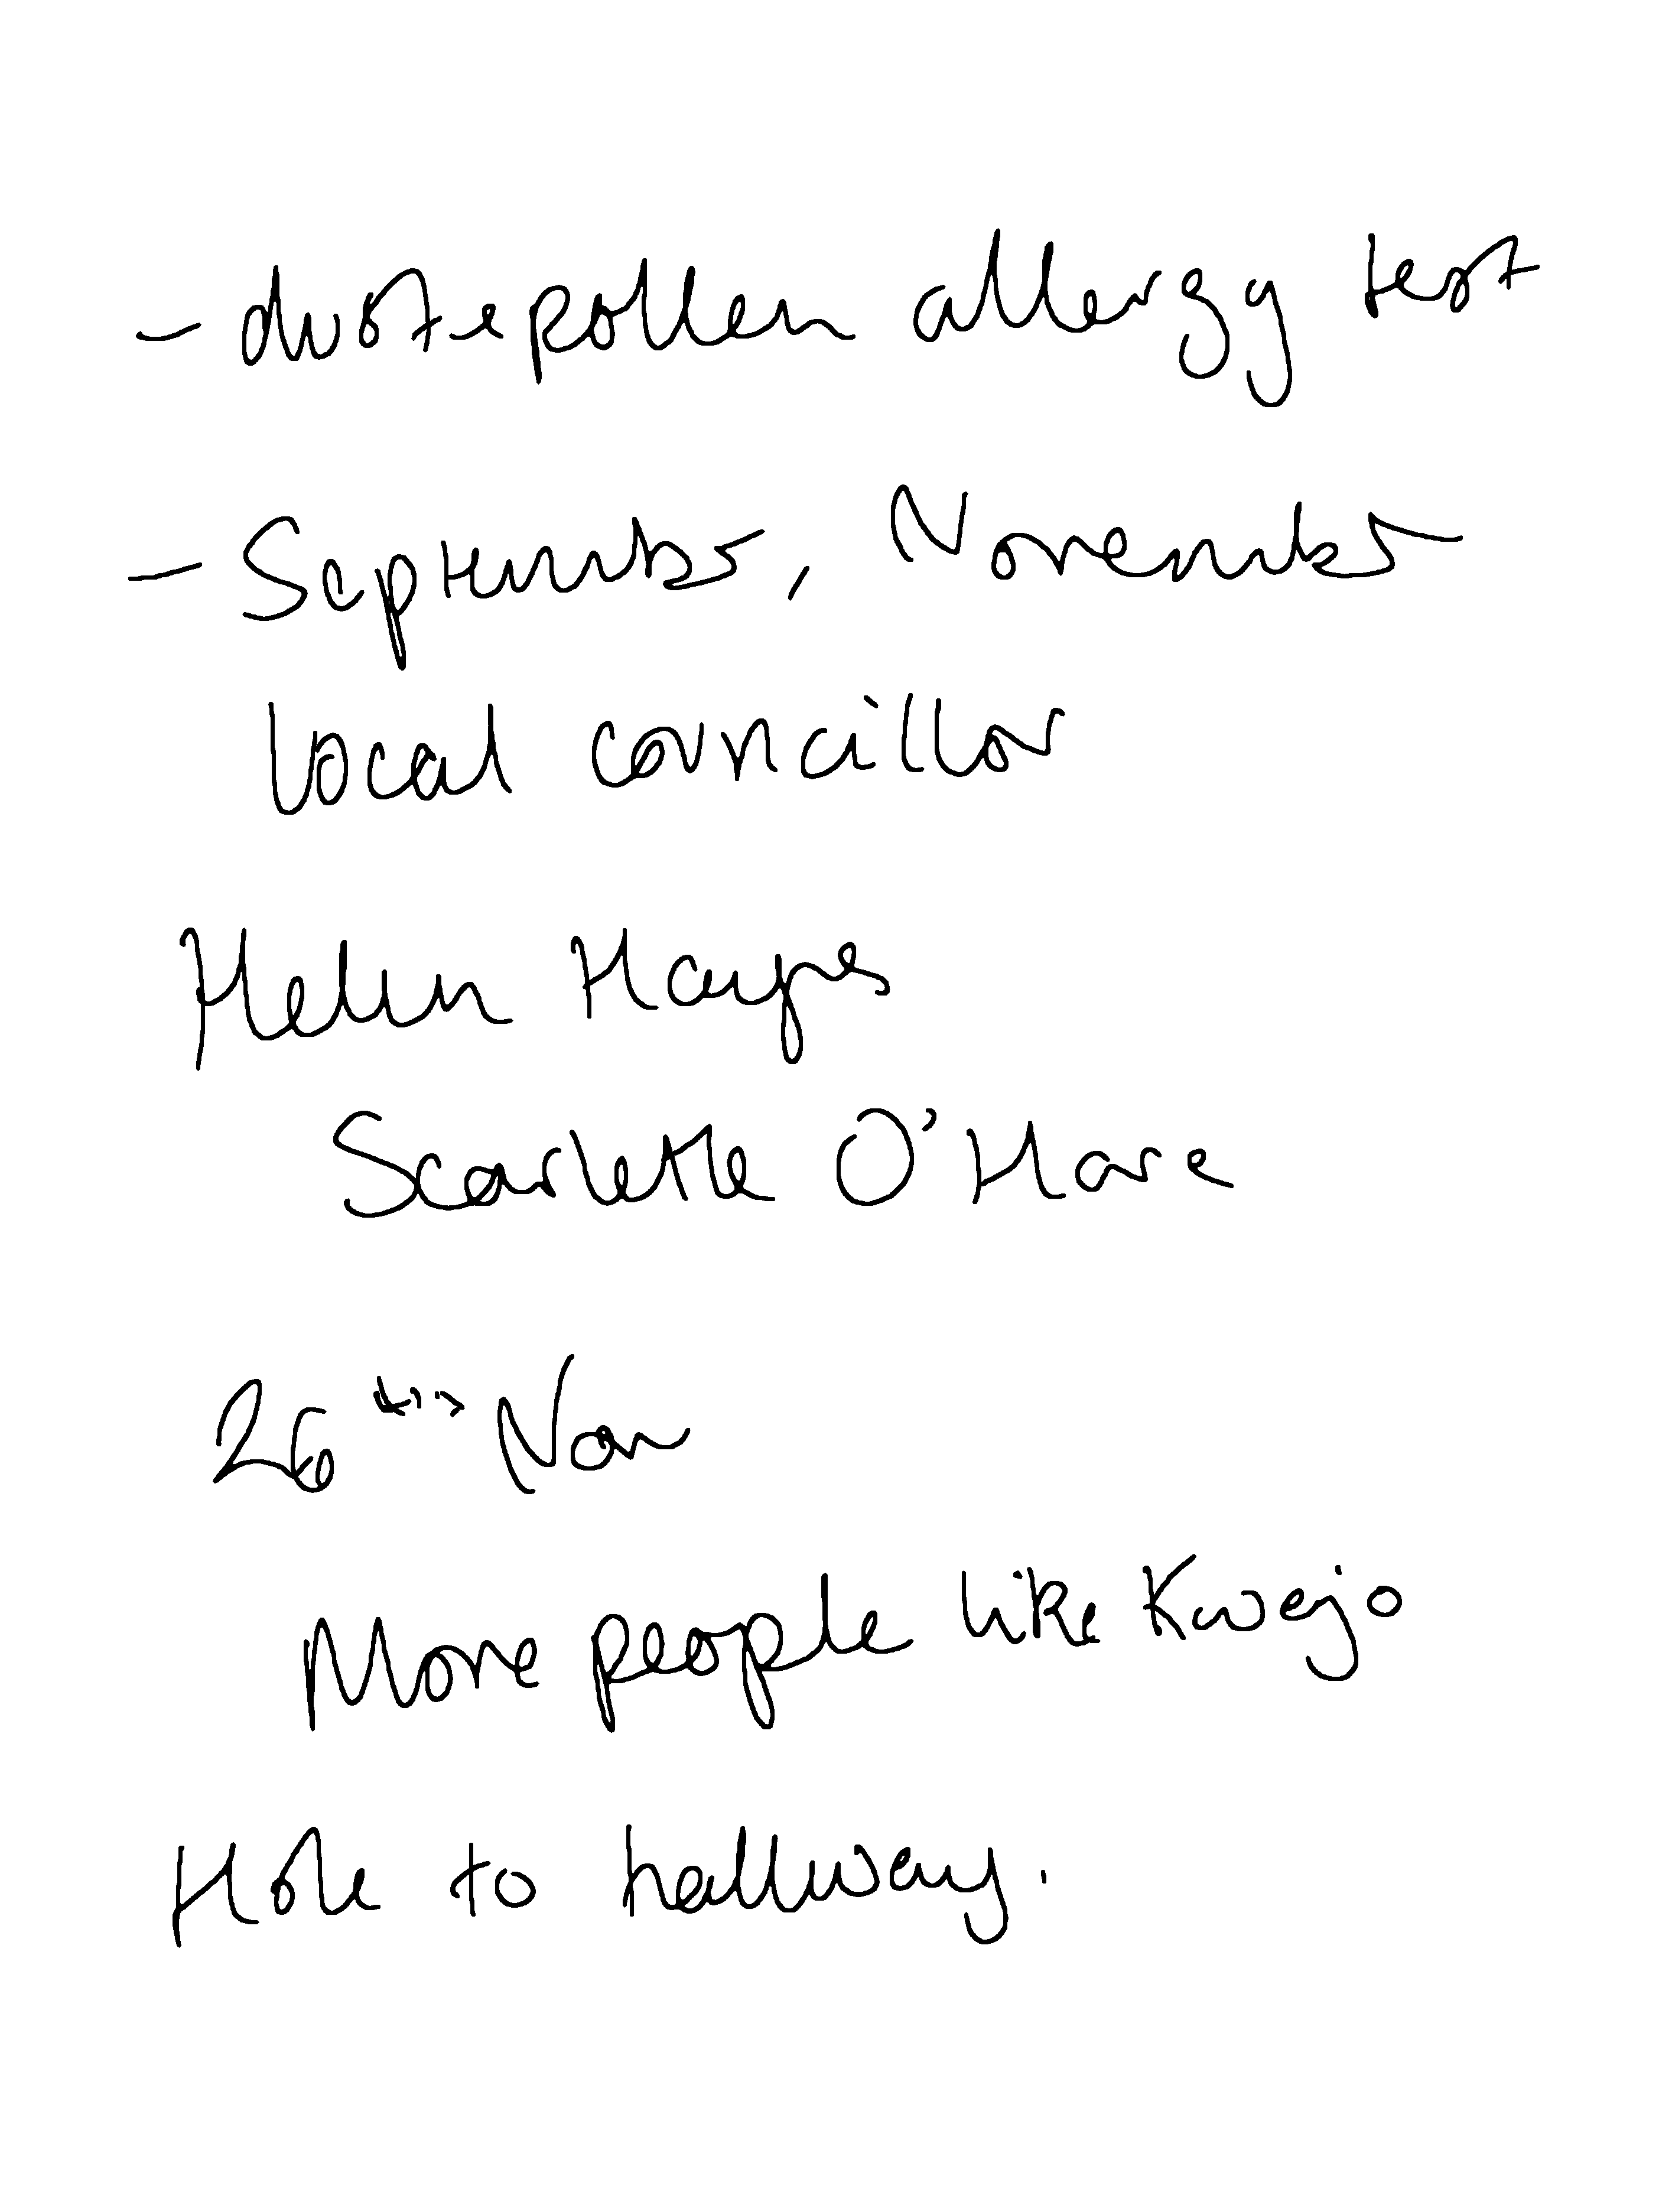 - dust + pollen allergy test
- September, November
local councillor
Helen Hayes
Scarlette O'Hare
26th Nov
More people like Kwejo
Hole to hallway.